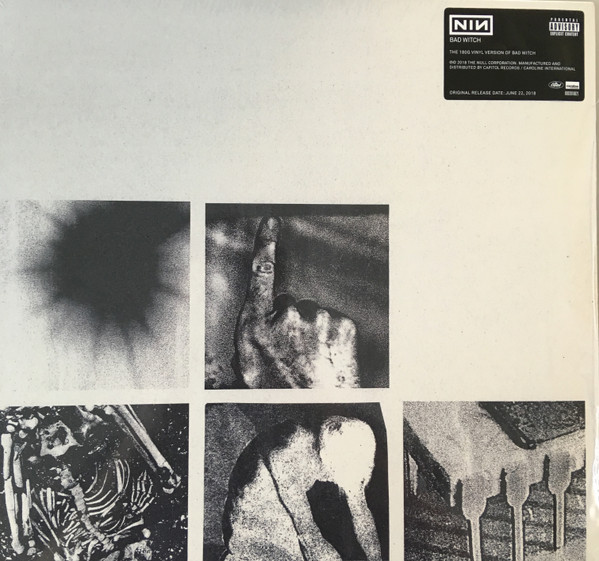 NIN
PARENTAL
ADVISORY
EXPLICIT CONTENT
BAD WITCH
THE 180G VINYL VERSION OF BAD WITCH
2018 THE NULL CORPORATION. MANUFACTURED AND
DISTRIBUTED BY CAPITOL RECORDS / CAROLINE INTERNATIONAL
ORIGINAL RELEASE DATE: JUNE 22, 2018